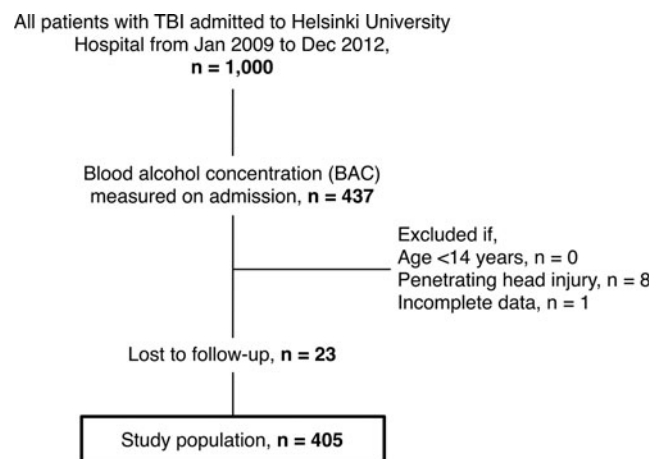 All patients with TBI admitted to Helsinki University
Hospital from Jan 2009 to Dec 2012,
n = 1,000
Blood alcohol concentration (BAC)
measured on admission, n = 437
Excluded if,
Age <14 years, n = 0
Penetrating head injury, n = 8
Incomplete data, n = 1
Lost to follow-up, n = 23
Study population, n = 405